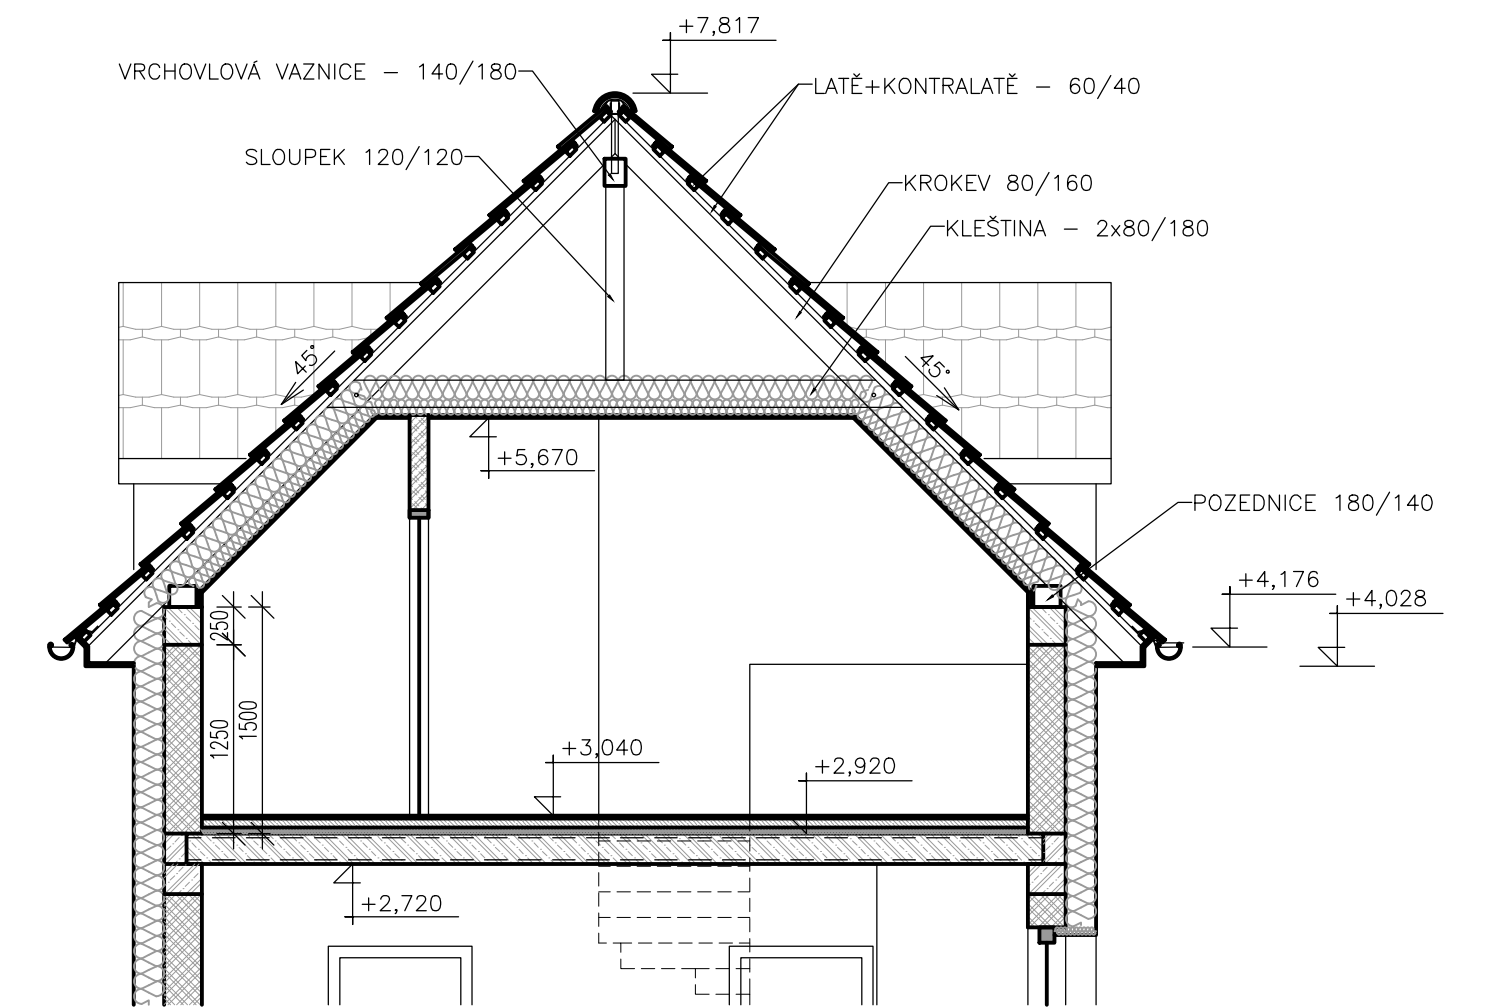 +7,817
VRCHOVLOVÁ VAZNICE – 140/180
LATĚ+KONTRALATĚ – 60/40
SLOUPEK 120/120
KROKEV 80/160
KLEŠTINA – 2x80/180
45°
45°
+5,670
POZEDNICE 180/140
+4,176
+4,028
250
1250
1500
+3,040
+2,920
+2,720